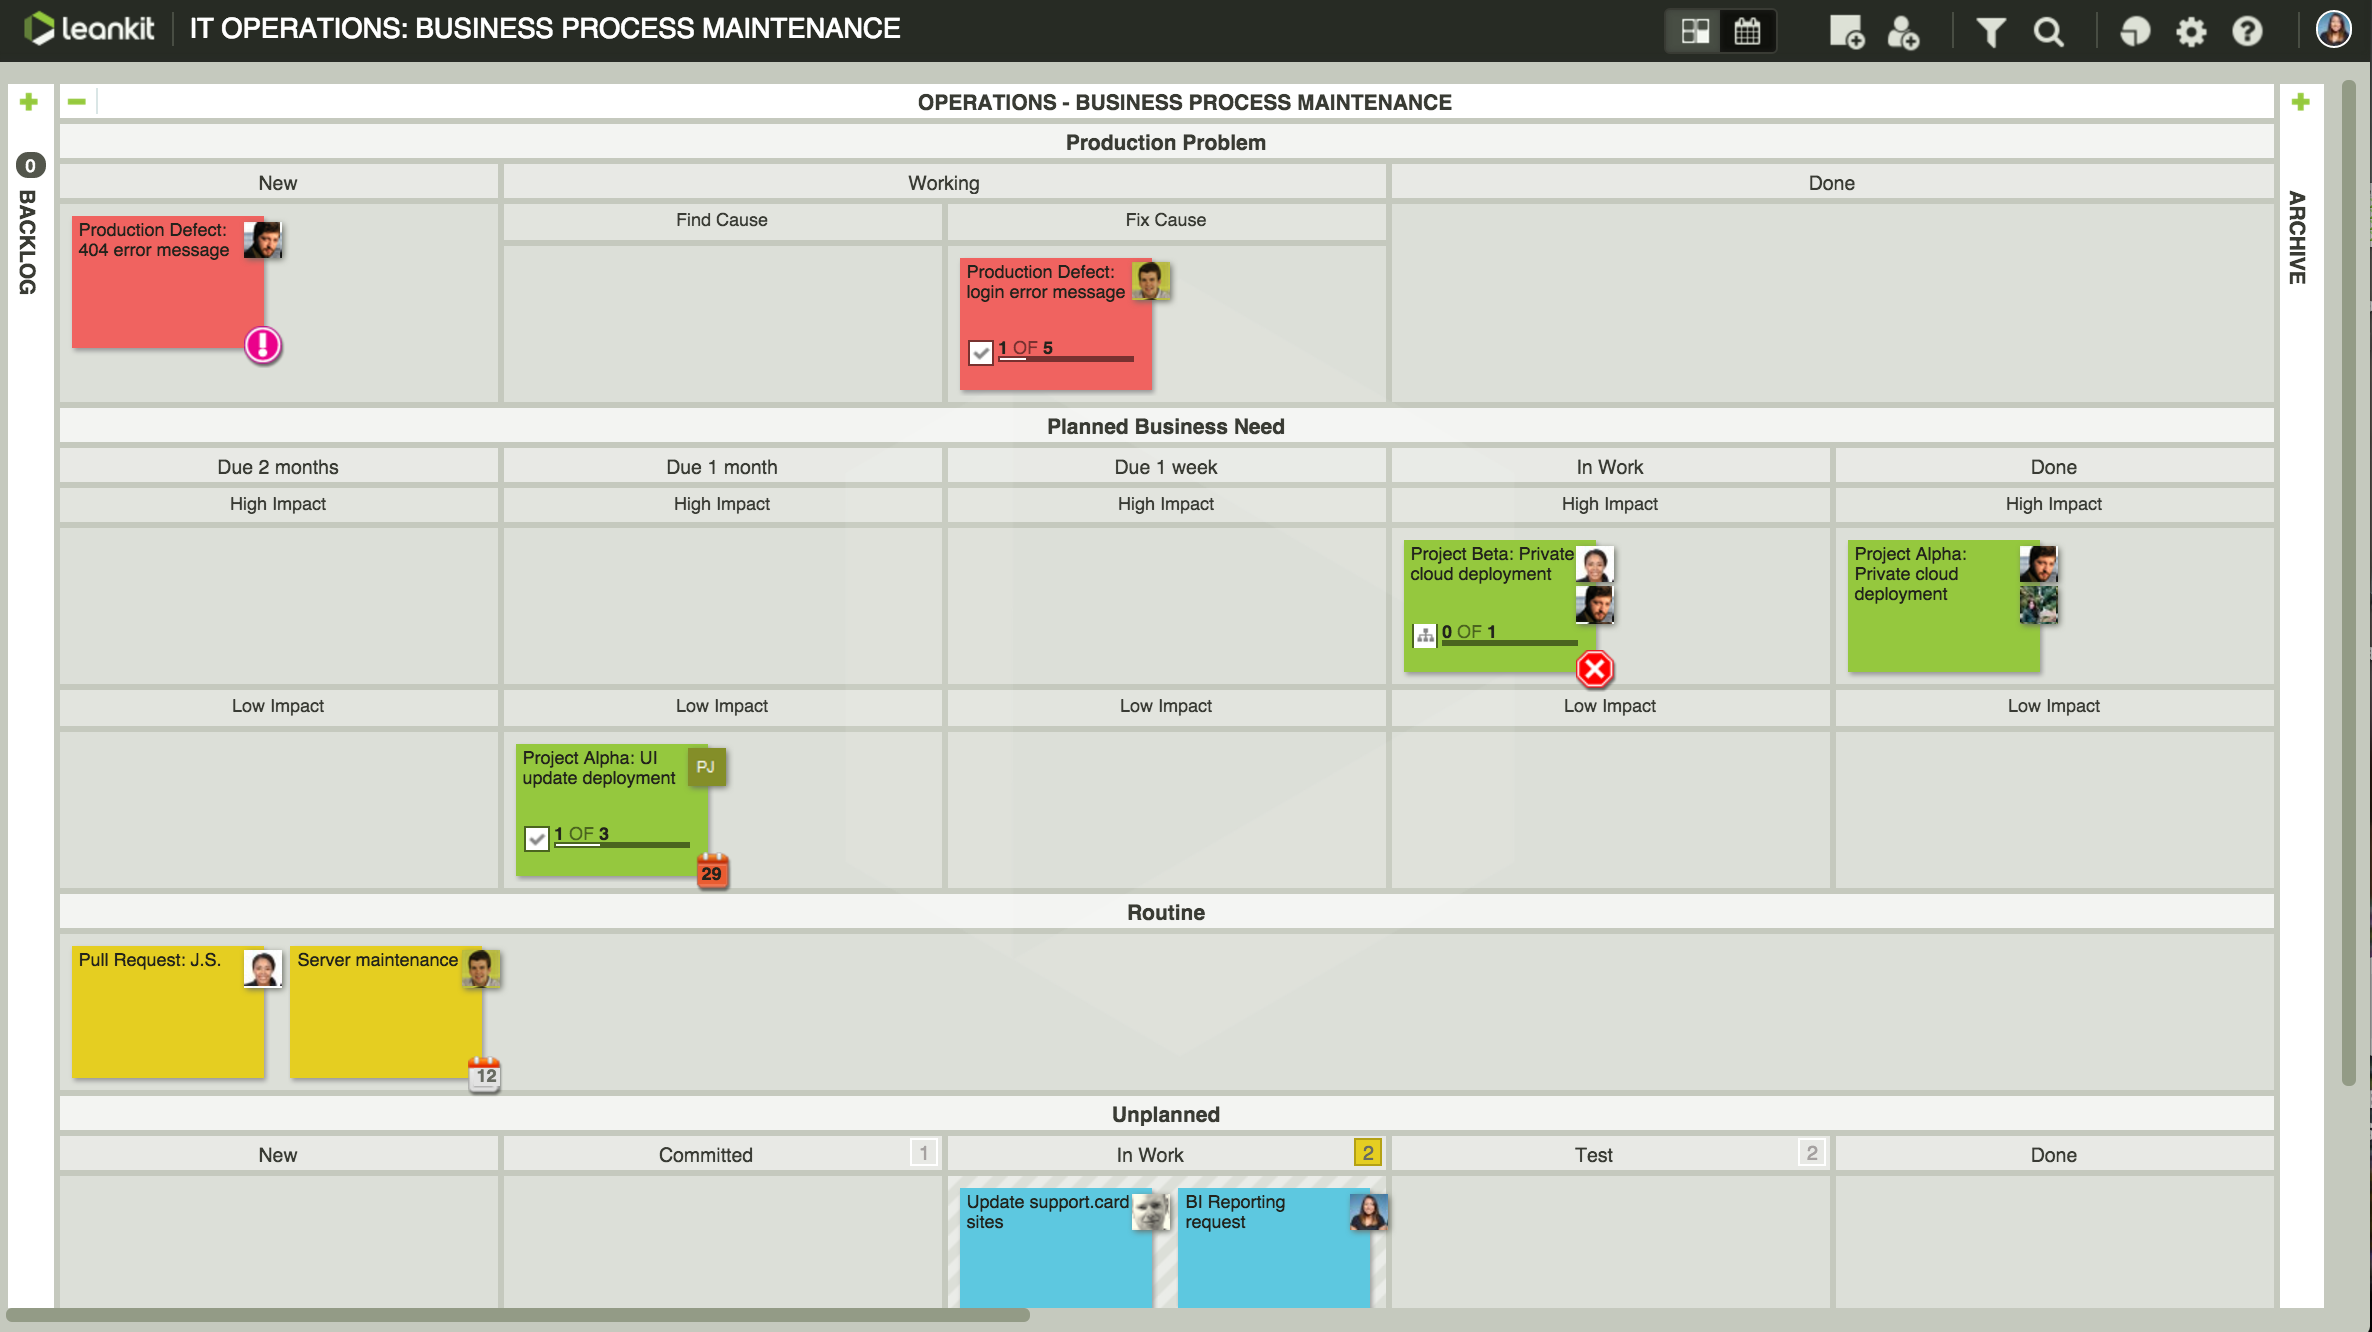 leankit
IT OPERATIONS: BUSINESS PROCESS MAINTENANCE
OPERATIONS - BUSINESS PROCESS MAINTENANCE
0
BACKLOG
ARCHIVE
Production Problem
New
Working
Done
Find Cause
Fix Cause
Production Defect:
404 error message
Production Defect:
login error message
1 OF 5
Planned Business Need
Due 2 months
Due 1 month
Due 1 week
In Work
Done
High Impact
High Impact
High Impact
High Impact
High Impact
Project Beta: Private
cloud deployment
0 OF 1
Project Alpha:
Private cloud
deployment
Low Impact
Low Impact
Low Impact
Low Impact
Low Impact
Project Alpha: UI
update deployment
PJ
1 OF 3
29
Routine
Pull Request: J.S.
Server maintenance
12
Unplanned
New
Committed
1
In Work
2
Test
2
Done
Update support.card
sites
BI Reporting
request